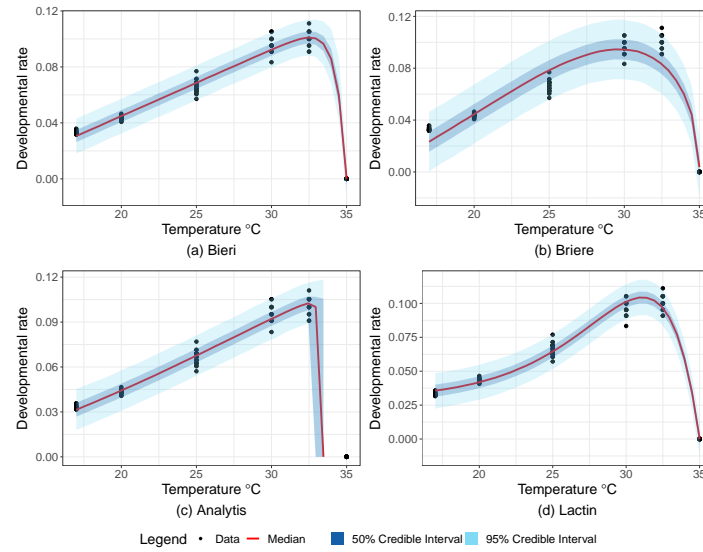 0.12
0.08
0.04
0.00
Developmental rate
20
25
30
35
Temperature °C
(a) Bieri
0.12
0.08
0.04
0.00
Developmental rate
20
25
30
35
Temperature °C
(b) Briere
0.12
0.09
0.06
0.03
0.00
Developmental rate
20
25
30
35
Temperature °C
(c) Analytis
0.100
0.075
0.050
0.025
0.000
Developmental rate
20
25
30
35
Temperature °C
(d) Lactin
Legend • Data Median 50% Credible Interval 95% Credible Interval